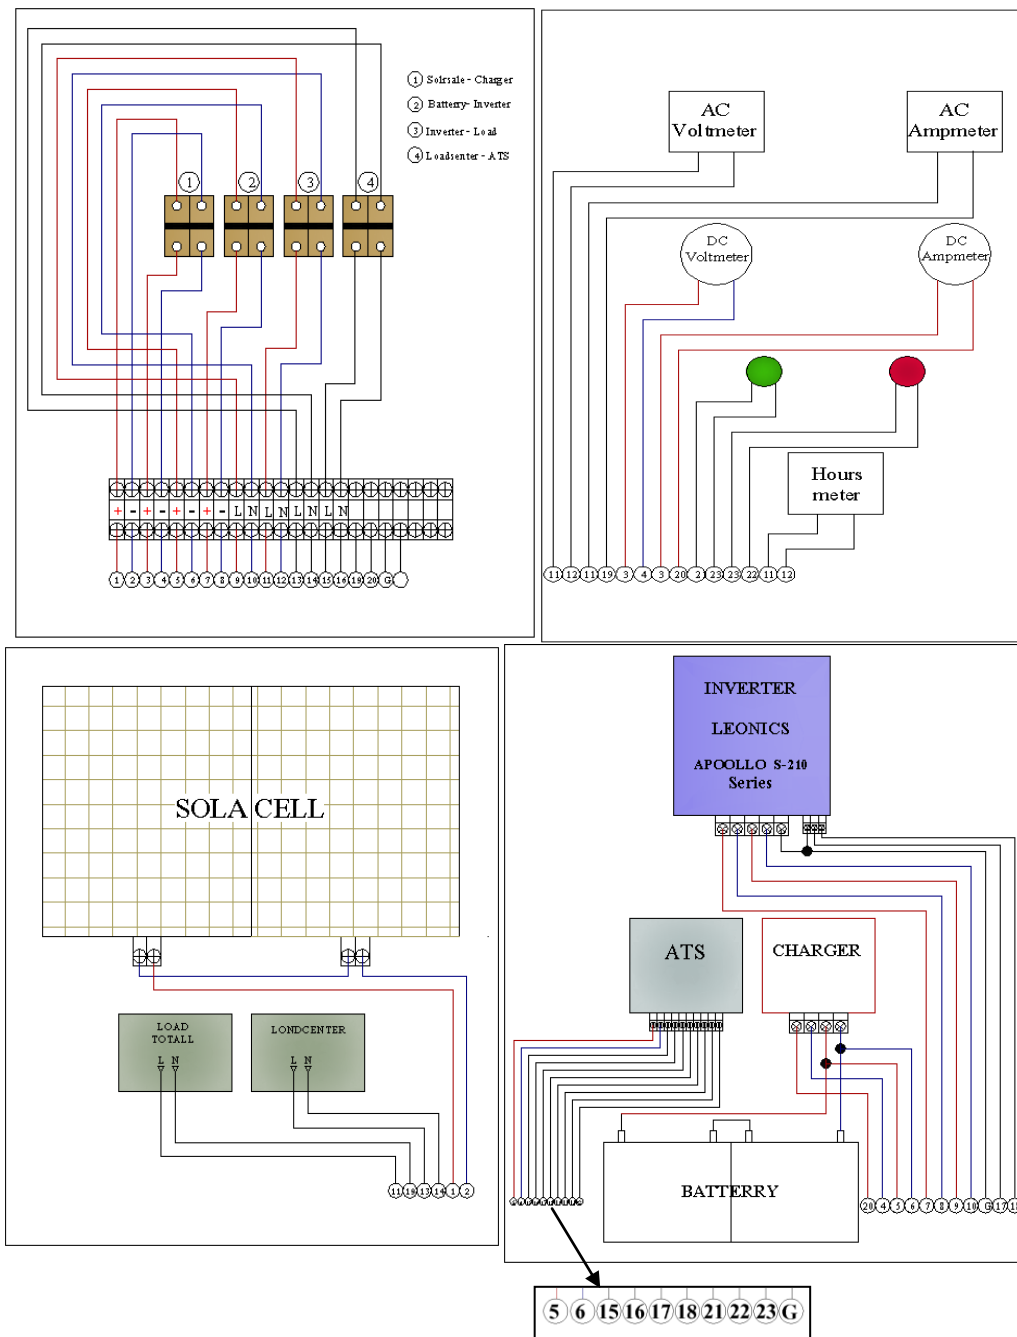 1 Solrsale - Charger
2 Batterry- Inverter
3 Inverter - Load
4 Loadsenter - ATS
1 2 3 4
+ - + - + - + - L N L N L N L N
1 2 3 4 5 6 7 8 9 10 11 12 13 14 15 16 19 20 G
AC
Voltmeter
AC
Ampmeter
DC
Voltmeter
DC
Ampmeter
Hours
meter
11 12 11 19 3 4 3 20 2 23 23 22 11 12
SOLA CELL
LOAD
TOTALL
L N
LONDCENTER
L N
11 19 13 14 1 2
INVERTER
LEONICS
APOOLLO S-210
Series
ATS
CHARGER
BATTERRY
20 4 5 6 7 8 9 10 G 17 18
5 6 15 16 17 18 21 22 23 G